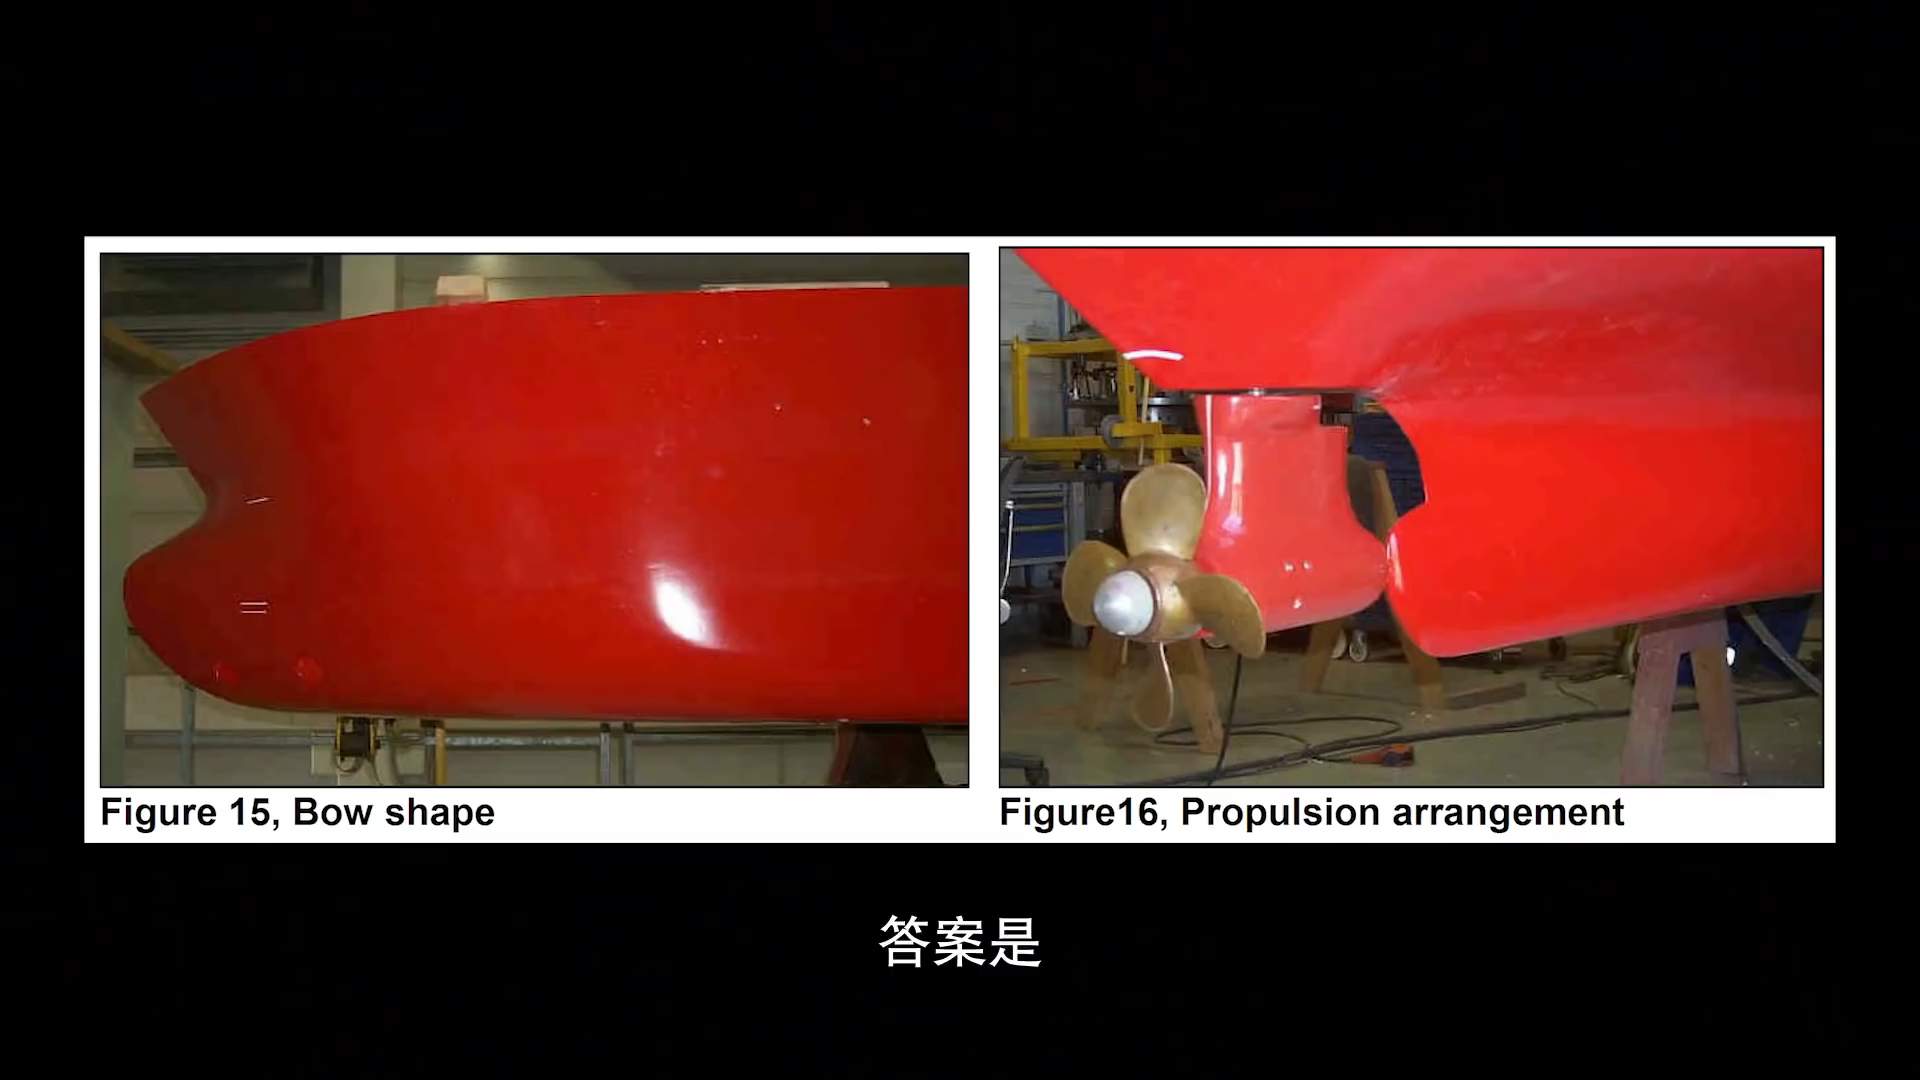 Figure 15, Bow shape
Figure16, Propulsion arrangement
答案是